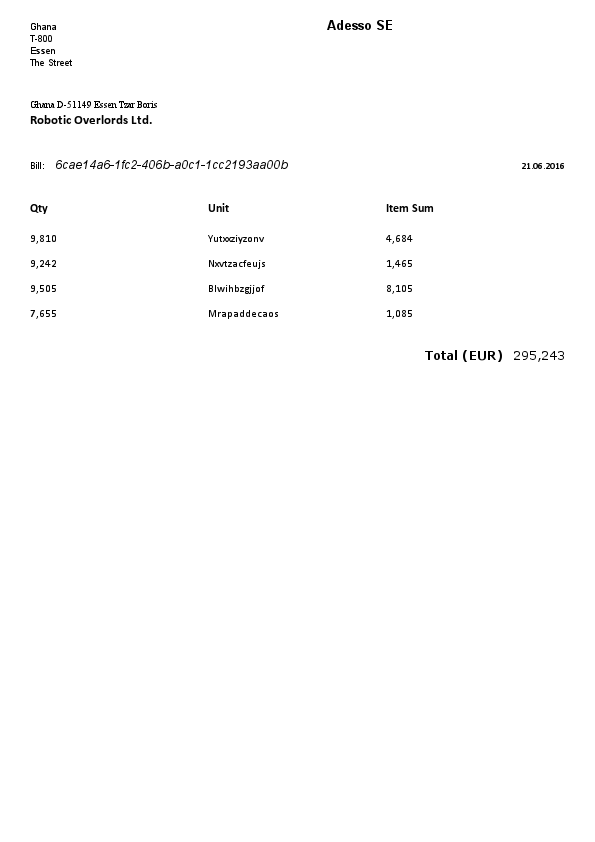 Adesso SE
Ghana
T-800
Essen
The Street
Ghana D-51149 Essen Tzar Boris
Robotic Overlords Ltd.
Bill: 6cae14a6-1fc2-406b-a0c1-1cc2193aa00b 21.06.2016
Qty Unit Item Sum
9,810 Yutxxziyzonv 4,684
9,242 Nxvtzacfeujs 1,465
9,505 Blwihbzgjjof 8,105
7,655 Mrapaddecaos 1,085
Total (EUR) 295,243